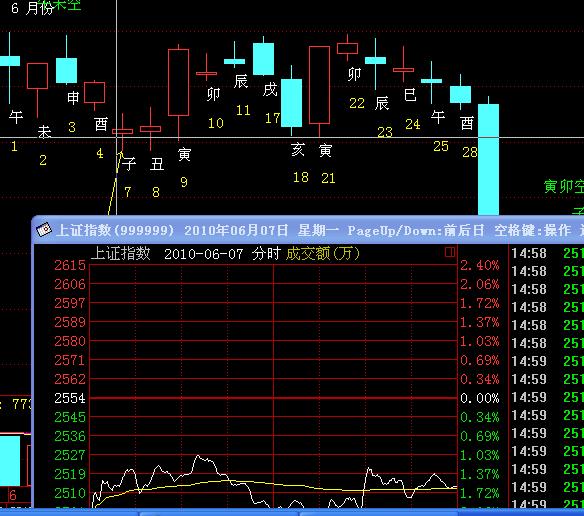 6 月份
午
1
未
2
申
3
酉
4
子
7
丑
8
寅
9
卯
10
辰
11
戌
17
亥
18
寅
21
卯
22
辰
23
巳
24
午
25
酉
28
寅卯空
上证指数(999999) 2010年06月07日 星期一 PageUp/Down:前后日 空格键:操作
上证指数 2010-06-07 分时 成交额(万)
2615 2.40% 14:58 251
2606 2.06% 14:58 251
2597 1.72% 14:58 251
2589 1.37% 14:58 251
2580 1.03% 14:58 251
2571 0.69% 14:59 251
2562 0.34% 14:59 251
2554 0.00% 14:59 251
2545 0.34% 14:59 251
2536 0.69% 14:59 251
2527 1.03% 14:59 251
2519 1.37% 14:59 251
2510 1.72% 14:59 251
: 773
6